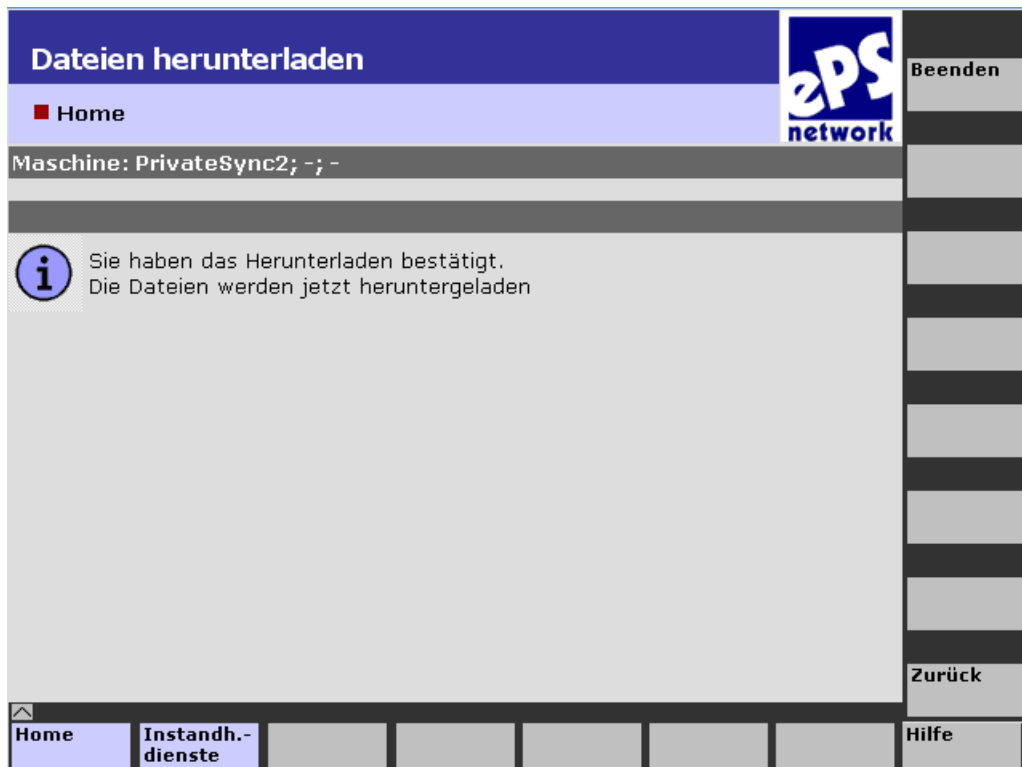 Dateien herunterladen
Home
ePS
network
Beenden
Maschine: PrivateSync2; -; -
i
Sie haben das Herunterladen bestätigt.
Die Dateien werden jetzt heruntergeladen
Zurück
Home
Instandh.-
dienste
Hilfe